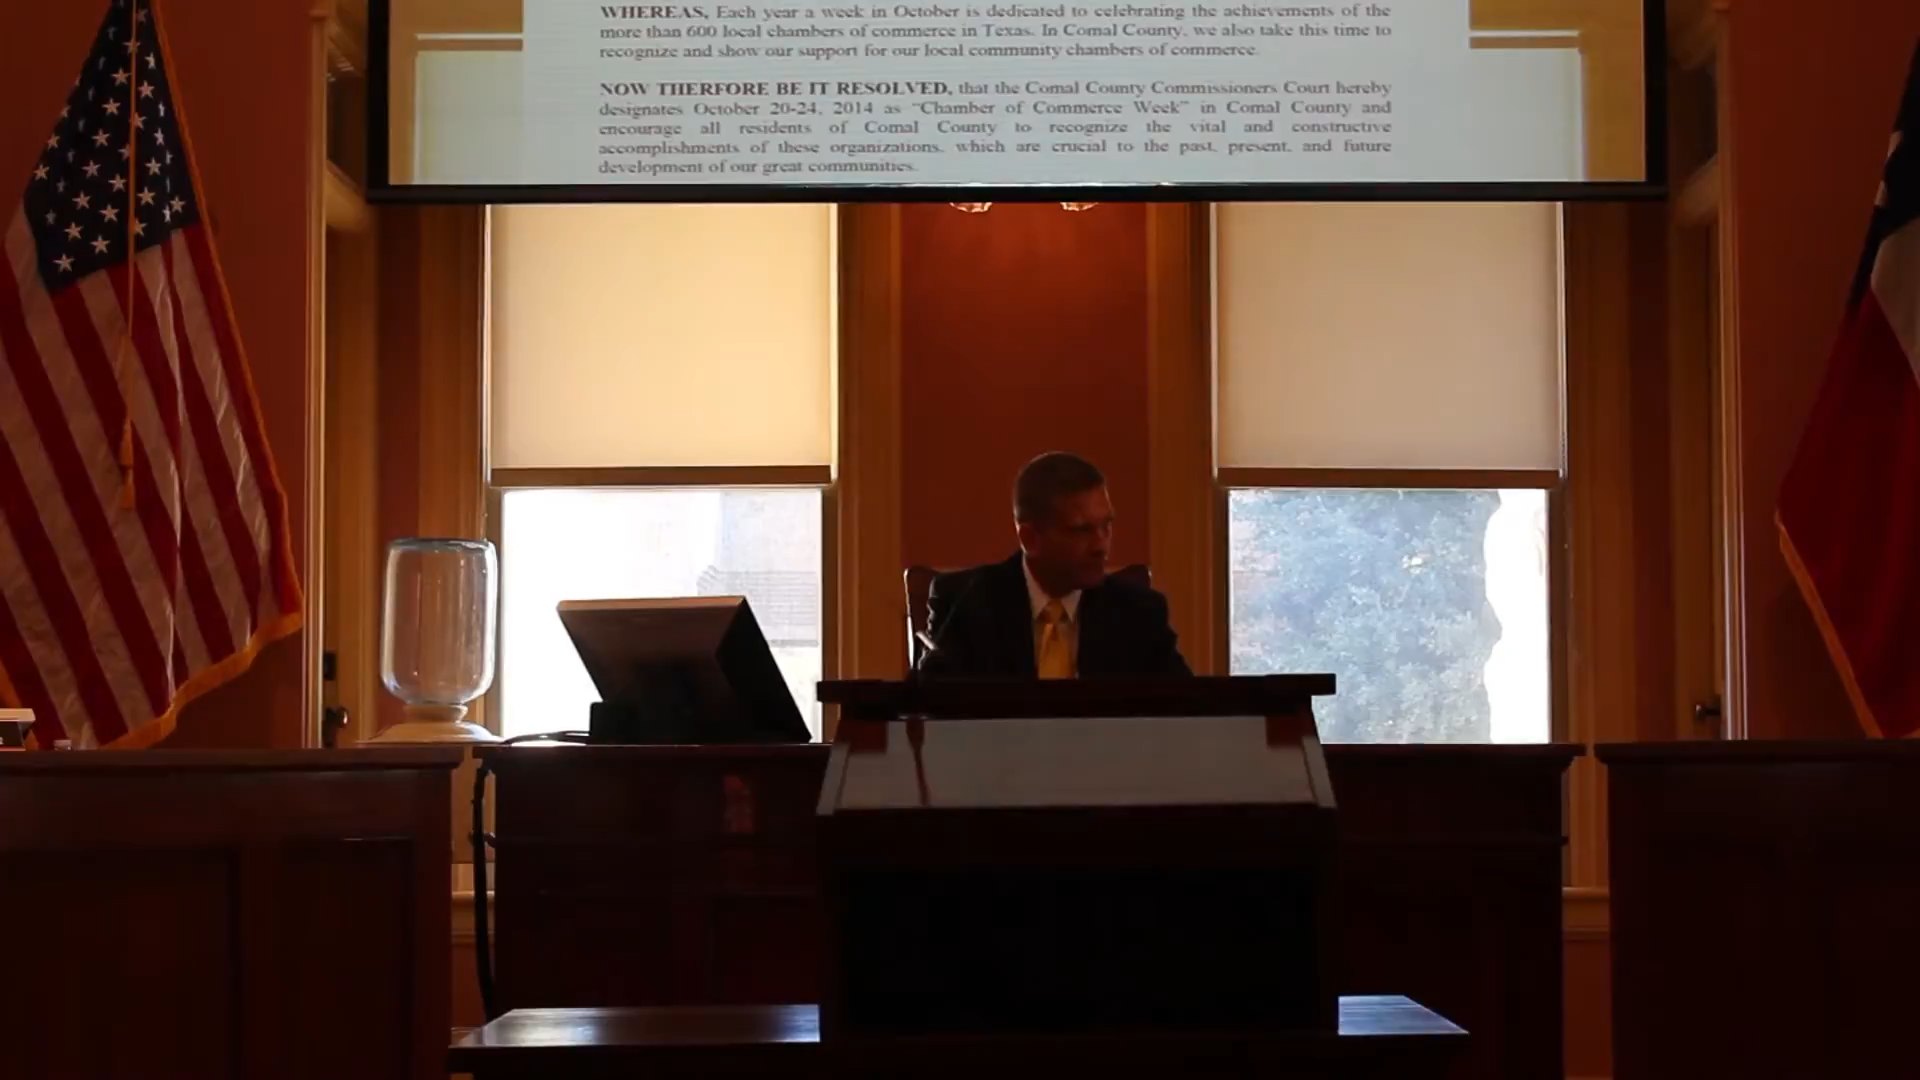 WHEREAS, Each year a week in October is dedicated to celebrating the achievements of the
more than 600 local chambers of commerce in Texas. In Comal County, we also take this time to
recognize and show our support for our local community chambers of commerce.
NOW THERFORE BE IT RESOLVED, that the Comal County Commissioners Court hereby
designates October 20-24, 2014 as "Chamber of Commerce Week" in Comal County and
encourage all residents of Comal County to recognize the vital and constructive
accomplishments of these organizations, which are crucial to the past, present, and future
development of our great communities.